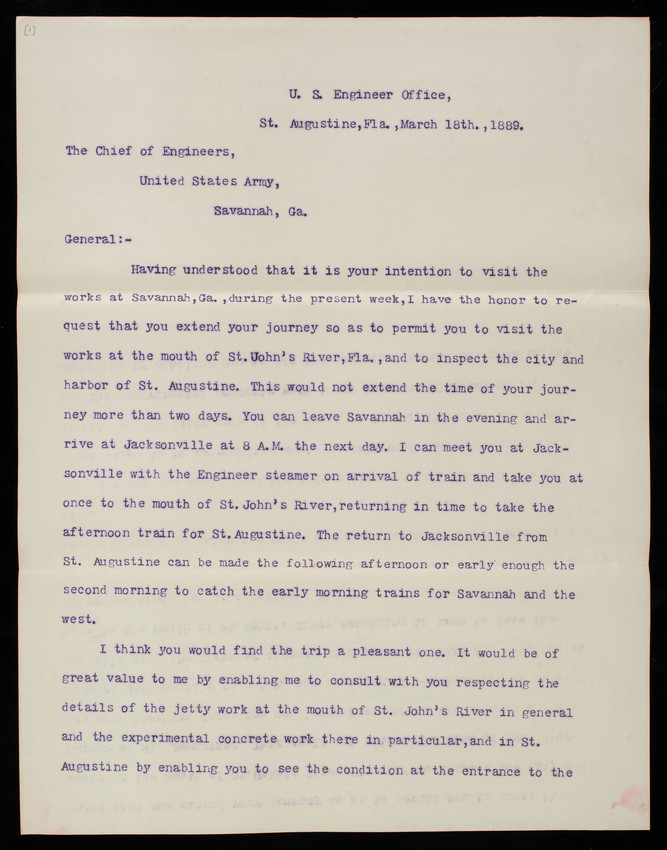 [1]
U. S. Engineer Office,
St. Augustine,Fla.,March 18th.,1889.
The Chief of Engineers,
United States Army,
Savannah, Ga.
General:-
Having understood that it is your intention to visit the
works at Savannah,Ga.,during the present week,I have the honor to re-
quest that you extend your journey so as to permit you to visit the
works at the mouth of St.John's River,Fla.,and to inspect the city and
harbor of St. Augustine. This would not extend the time of your jour-
ney more than two days. You can leave Savannah in the evening and ar-
rive at Jacksonville at 8 A.M. the next day. I can meet you at Jack-
sonville with the Engineer steamer on arrival of train and take you at
once to the mouth of St.John's River,returning in time to take the
afternoon train for St.Augustine. The return to Jacksonville from
St. Augustine can be made the following afternoon or early enough the
second morning to catch the early morning trains for Savannah and the
west.
I think you would find the trip a pleasant one. It would be of
great value to me by enabling me to consult with you respecting the
details of the jetty work at the mouth of St. John's River in general
and the experimental concrete work there in particular,and in St.
Augustine by enabling you to see the condition at the entrance to the